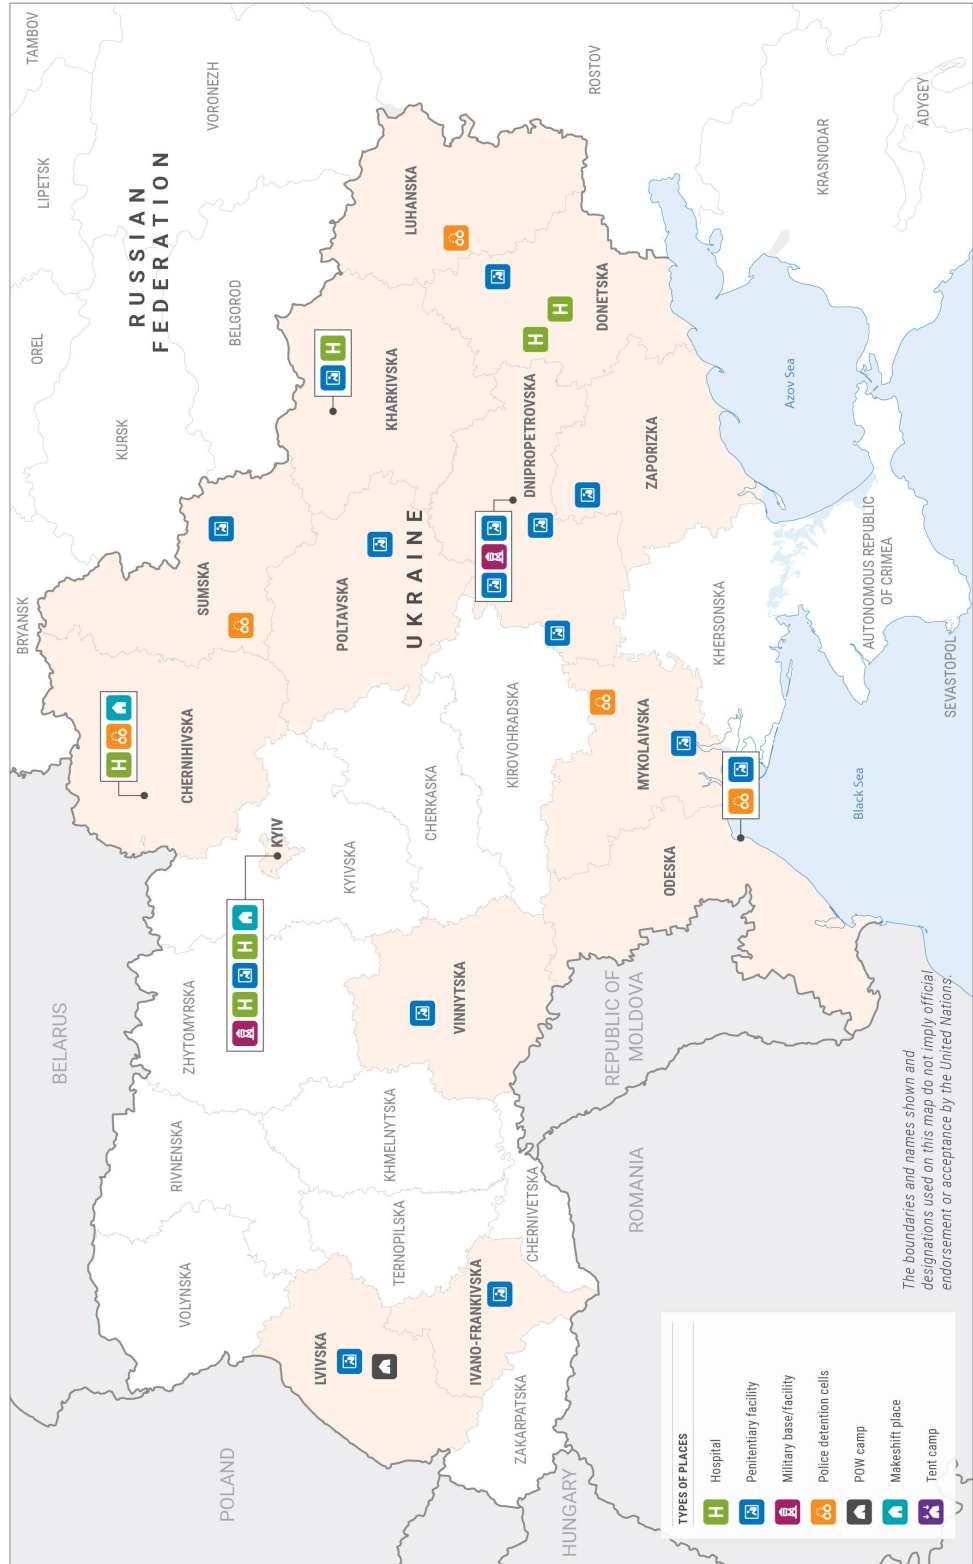 TAMBOV
LIPETSK
VORONEZH
OREL
RUSSIAN
FEDERATION
KURSK
BELGOROD
BRYANSK
ROSTOV
KRASNODAR
ADYGEY
BELARUS
POLAND
HUNGARY
ROMANIA
REPUBLIC OF
MOLDOVA
UKRAINE
VOLYNSKA
RIVNENSKA
ZHYTOMYRSKA
KYIV
KYIVSKA
CHERNIHIVSKA
SUMSKA
POLTAVSKA
KHARKIVSKA
LUHANSKA
LVIVSKA
TERNOPILSKA
KHMELNYTSKA
VINNYTSKA
CHERKASKA
KIROVOHRADSKA
DNIPROPETROVSKA
DONETSKA
ZAKARPATSKA
IVANO-FRANKIVSKA
CHERNIVETSKA
ODESKA
MYKOLAIVSKA
KHERSONSKA
ZAPORIZKA
AUTONOMOUS REPUBLIC
OF CRIMEA
SEVASTOPOL
Black Sea
Azov Sea
TYPES OF PLACES
H Hospital
Penitentiary facility
Military base/facility
Police detention cells
POW camp
Makeshift place
Tent camp
H
H
H
H
H
H
The boundaries and names shown and
designations used on this map do not imply official
endorsement or acceptance by the United Nations.